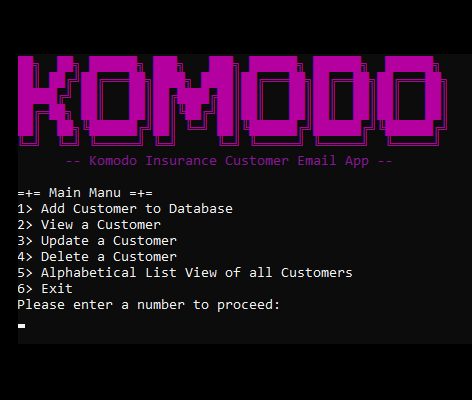 KOMODO
-- Komodo Insurance Customer Email App --
=+= Main Manu =+=
1> Add Customer to Database
2> View a Customer
3> Update a Customer
4> Delete a Customer
5> Alphabetical List View of all Customers
6> Exit
Please enter a number to proceed: